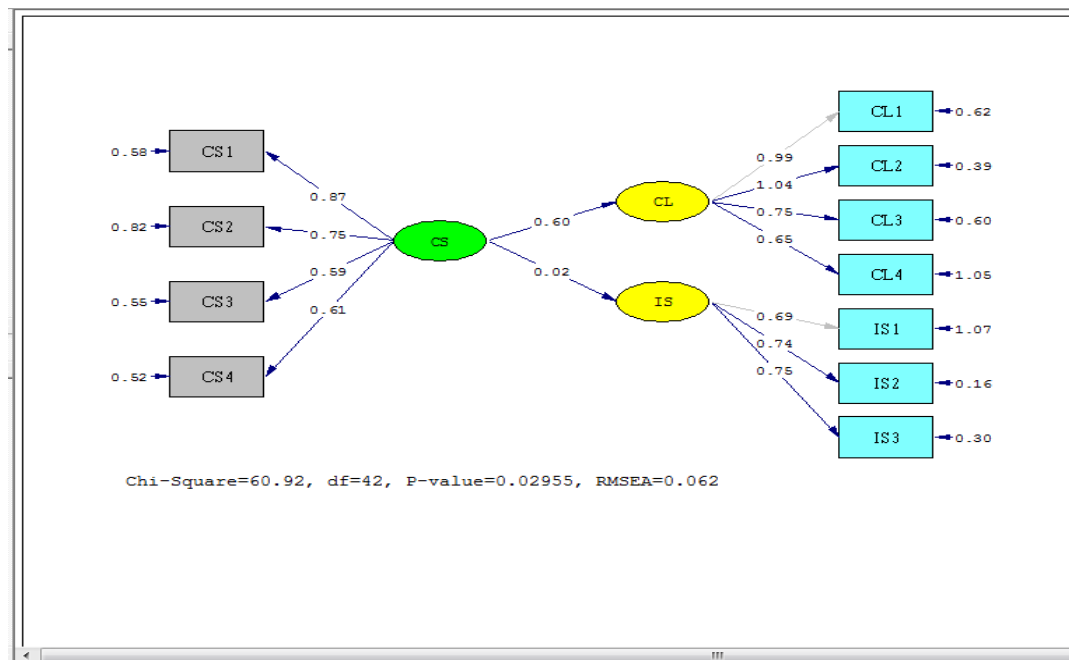 CL1
0.62
0.99
CS1
0.58
CL2
0.39
1.04
0.87
CL
CL3
0.60
0.75
CS2
0.82
0.75
0.60
CS
0.65
CL4
1.05
0.59
0.02
CS3
0.55
0.61
IS
0.69
IS1
1.07
0.74
CS4
0.52
0.75
IS2
0.16
IS3
0.30
Chi-Square=60.92, df=42, P-value=0.02955, RMSEA=0.062